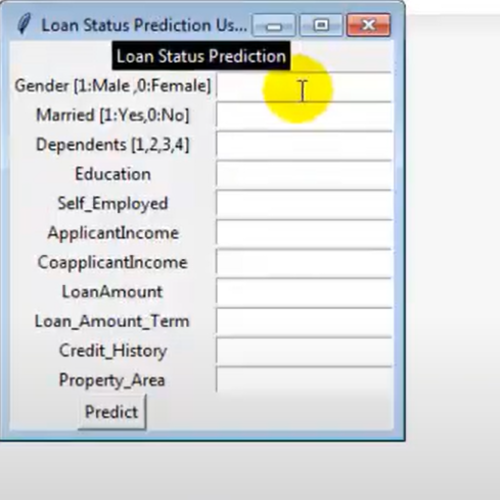 Loan Status Prediction Us...
Loan Status Prediction
Gender [1:Male ,0:Female]
Married [1:Yes,0:No]
Dependents [1,2,3,4]
Education
Self_Employed
ApplicantIncome
CoapplicantIncome
LoanAmount
Loan_Amount_Term
Credit_History
Property_Area
Predict